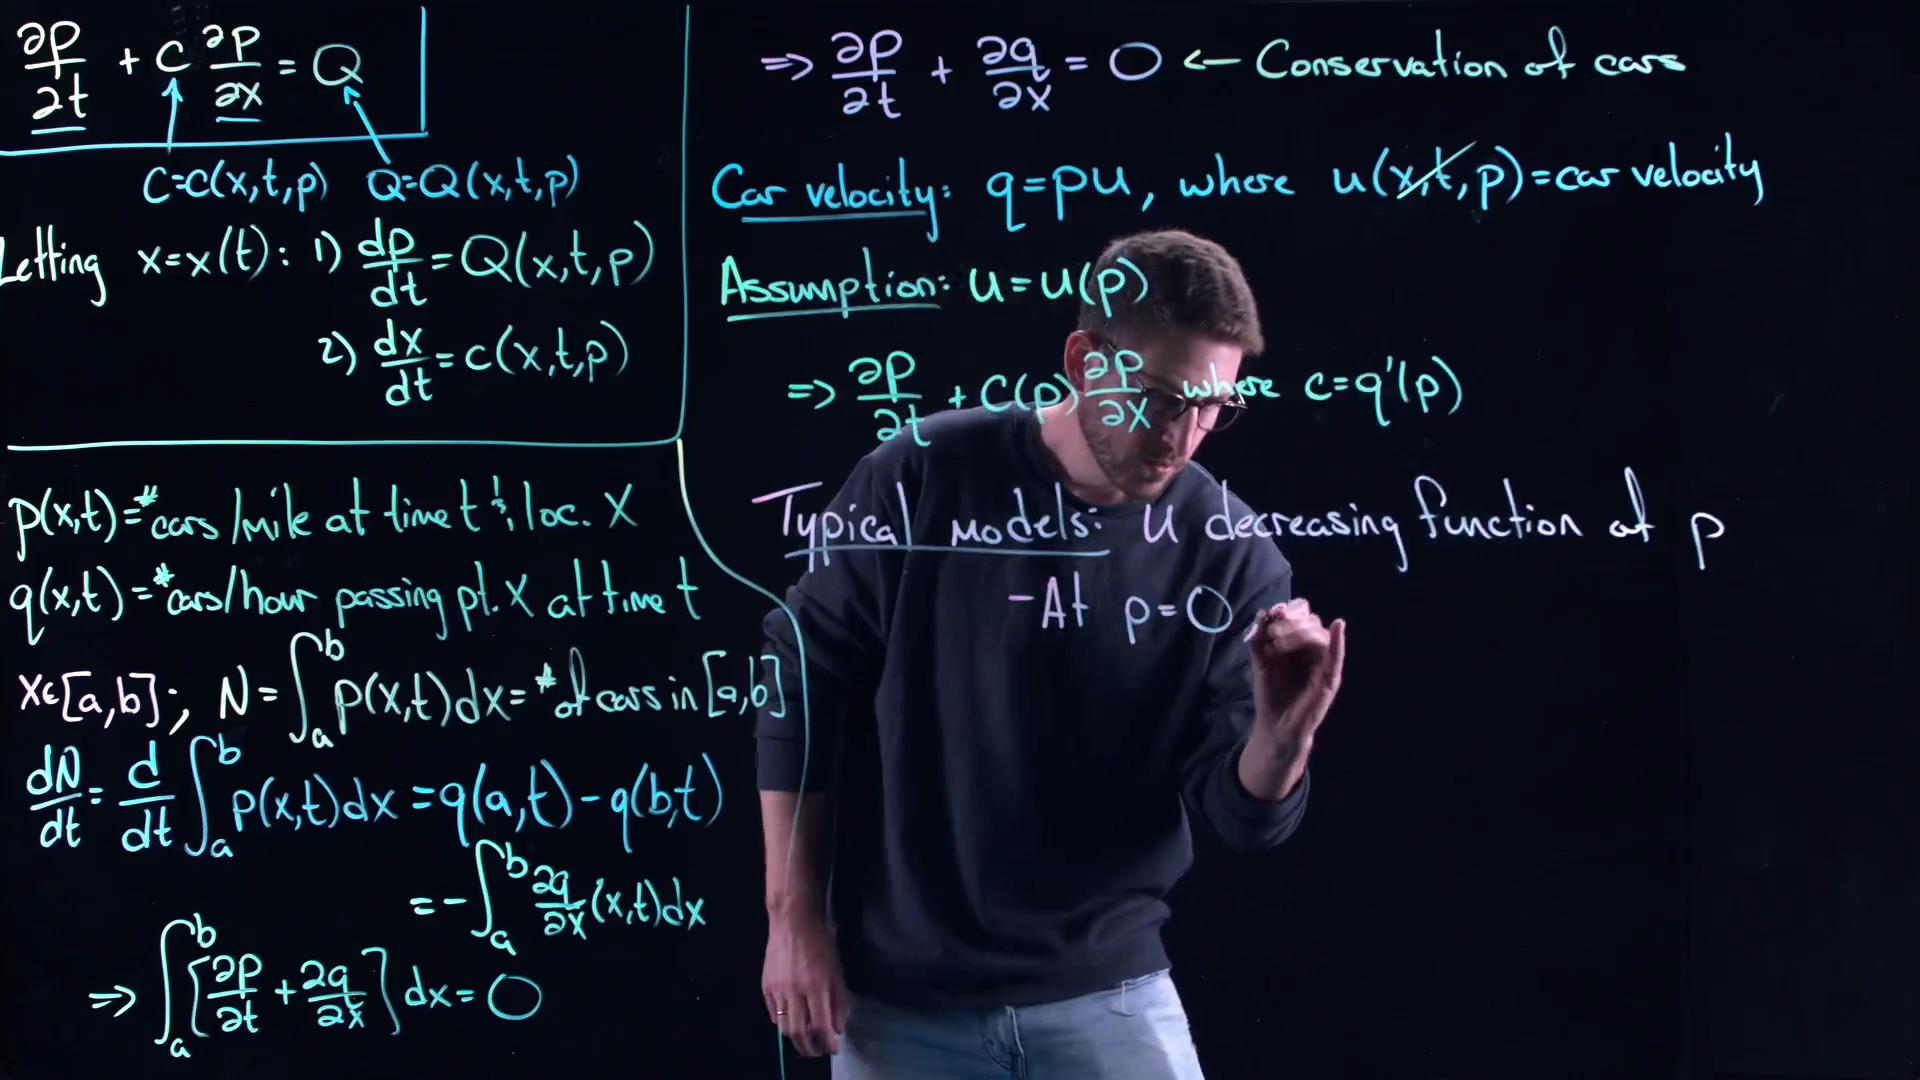 ∂p/∂t + c ∂p/∂x = Q
c=c(x,t,p) Q=Q(x,t,p)
Letting x=x(t): 1) dp/dt=Q(x,t,p)
2) dx/dt=c(x,t,p)
p(x,t)=# cars/mile at time t & loc. x
q(x,t)=# cars/hour passing pt. x at time t
x∈[a,b]; N=∫_a^b p(x,t)dx=# of cars in [a,b]
dN/dt=d/dt ∫_a^b p(x,t)dx=q(a,t)-q(b,t)
=-∫_a^b ∂q/∂x(x,t)dx
=> ∫_a^b [∂p/∂t+∂q/∂x]dx=0
=> ∂p/∂t + ∂q/∂x = 0 ← Conservation of cars
Car velocity: q=pu, where u(x,t,p)=car velocity
Assumption: u=u(p)
=> ∂p/∂t + c(p)∂p/∂x where c=q'(p)
Typical models: u decreasing function of p
-At p=0